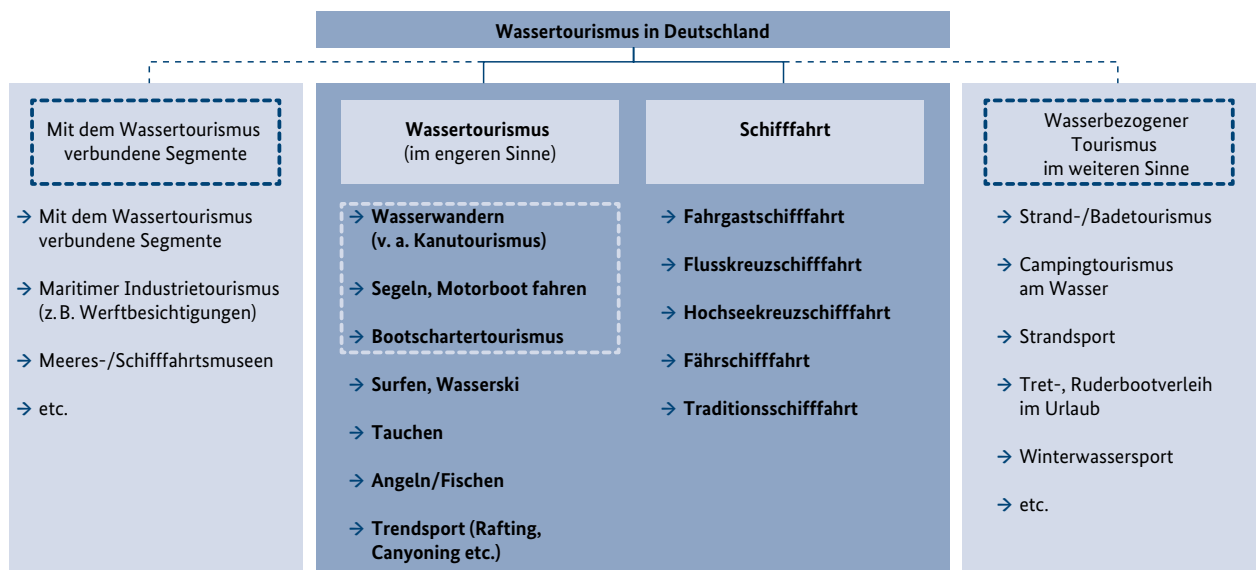 Wassertourismus in Deutschland
Mit dem Wassertourismus
verbundene Segmente
→ Mit dem Wassertourismus
verbundene Segmente
→ Maritimer Industrietourismus
(z. B. Werftbesichtigungen)
→ Meeres-/Schifffahrtsmuseen
→ etc.
Wassertourismus
(im engeren Sinne)
→ Wasserwandern
(v. a. Kanutourismus)
→ Segeln, Motorboot fahren
→ Bootschartertourismus
→ Surfen, Wasserski
→ Tauchen
→ Angeln/Fischen
→ Trendsport (Rafting,
Canyoning etc.)
Schifffahrt
→ Fahrgastschifffahrt
→ Flusskreuzschifffahrt
→ Hochseekreuzschifffahrt
→ Fährschifffahrt
→ Traditionsschifffahrt
Wasserbezogener
Tourismus
im weiteren Sinne
→ Strand-/Badetourismus
→ Campingtourismus
am Wasser
→ Strandsport
→ Tret-, Ruderbootverleih
im Urlaub
→ Winterwassersport
→ etc.